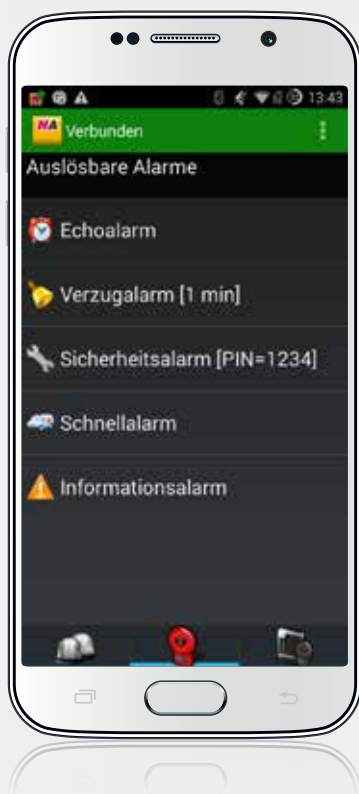 13:43
NA Verbunden
Auslösbare Alarme
Echoalarm
Verzugalarm [1 min]
Sicherheitsalarm [PIN=1234]
Schnellalarm
Informationsalarm